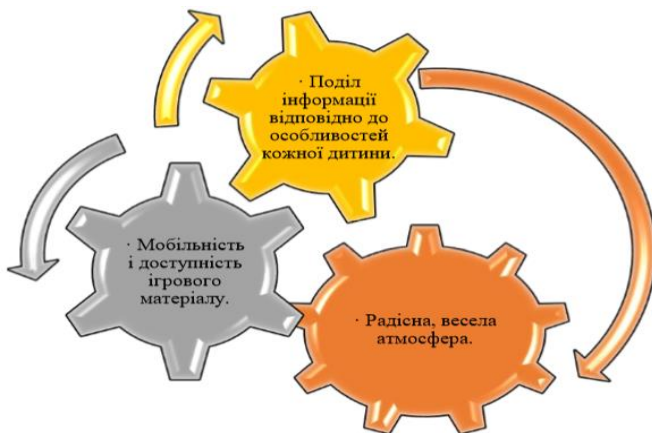 · Поділ
інформації
відповідно до
особливостей
кожної дитини.
· Мобільність
і доступність
ігрового
матеріалу.
· Радісна, весела
атмосфера.